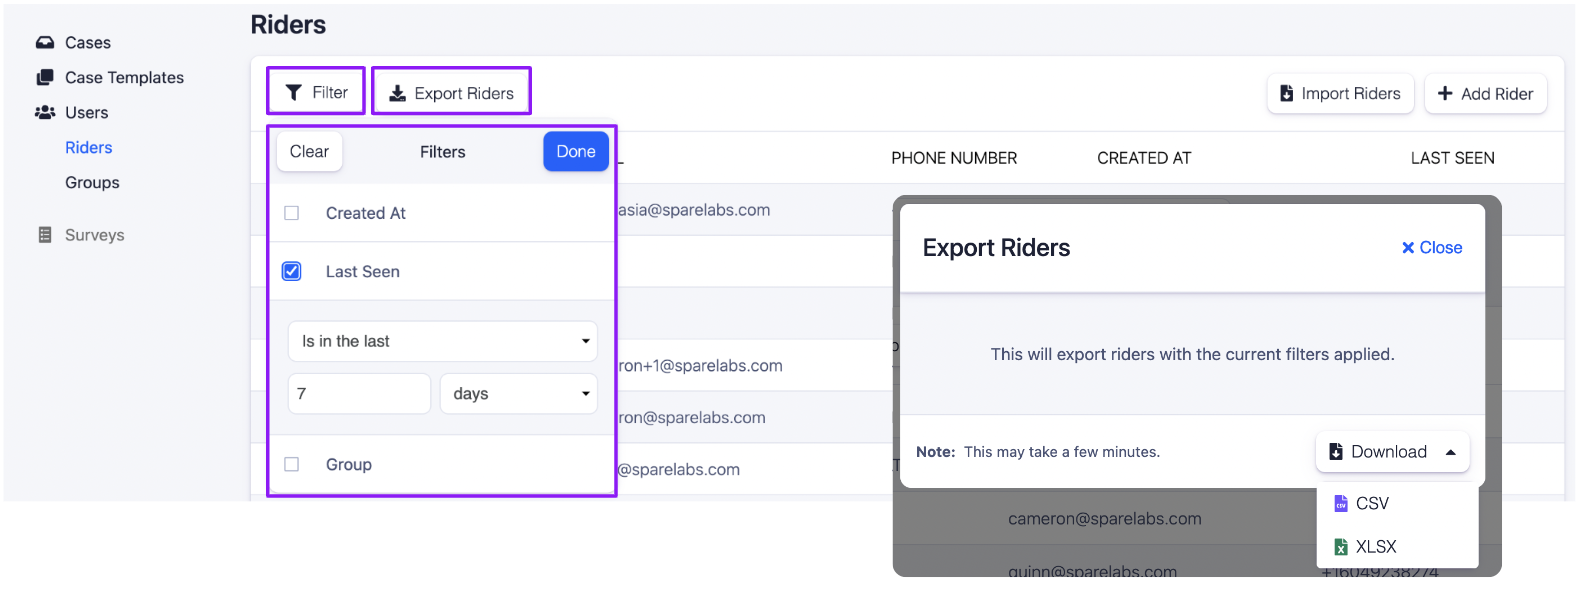 Riders
Cases
Case Templates
Users
Riders
Groups
Surveys
Filter
Export Riders
Import Riders
Add Rider
Clear
Filters
Done
PHONE NUMBER
CREATED AT
LAST SEEN
Created At
asia@sparelabs.com
Last Seen
Is in the last
7
days
ron+1@sparelabs.com
ron@sparelabs.com
Group
@sparelabs.com
Export Riders
Close
This will export riders with the current filters applied.
Note: This may take a few minutes.
Download
CSV
XLSX
cameron@sparelabs.com
quinn@sparelabs.com
+16049238274